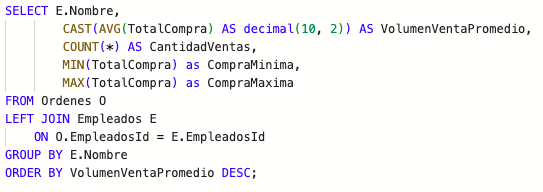 SELECT E.Nombre,
CAST(AVG(TotalCompra) AS decimal(10, 2)) AS VolumenVentaPromedio,
COUNT(*) AS CantidadVentas,
MIN(TotalCompra) as CompraMinima,
MAX(TotalCompra) as CompraMaxima
FROM Ordenes O
LEFT JOIN Empleados E
ON O.EmpleadosId = E.EmpleadosId
GROUP BY E.Nombre
ORDER BY VolumenVentaPromedio DESC;